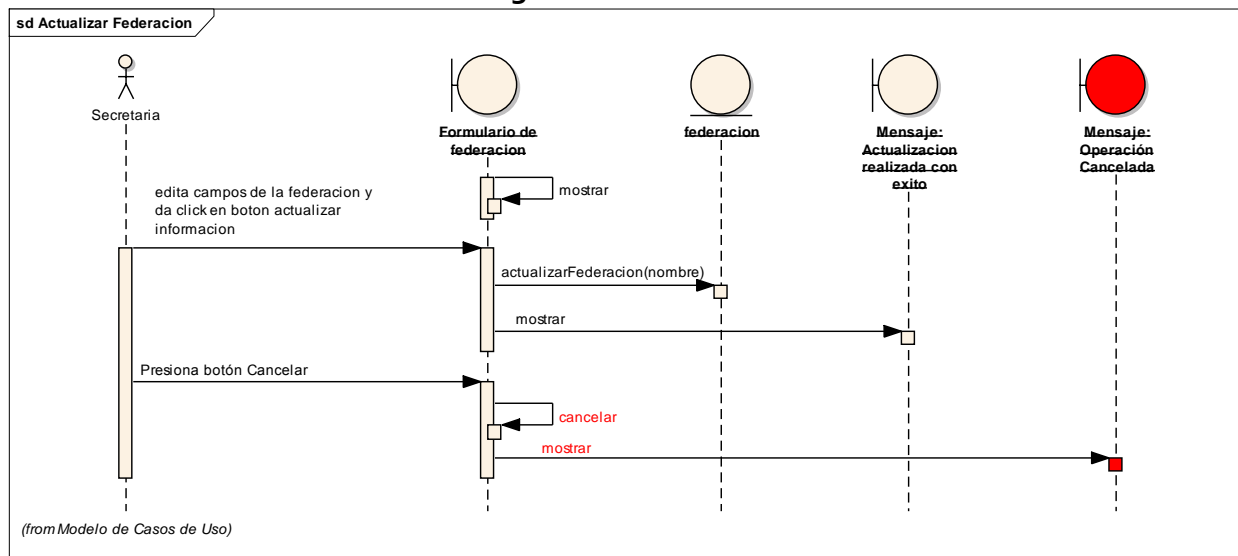 sd Actualizar Federacion
Secretaria
Formulario de
federacion
federacion
Mensaje:
Actualizacion
realizada con
exito
Mensaje:
Operación
Cancelada
mostrar
edita campos de la federacion y
da click en boton actualizar
informacion
actualizarFederacion(nombre)
mostrar
Presiona botón Cancelar
cancelar
mostrar
(from Modelo de Casos de Uso)